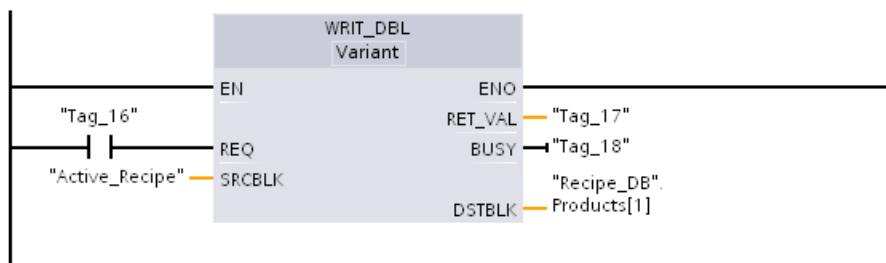 WRIT_DBL
Variant
EN
ENO
"Tag_16"
RET_VAL
"Tag_17"
REQ
BUSY
"Tag_18"
"Active_Recipe"
SRCBLK
"Recipe_DB".
DSTBLK
Products[1]